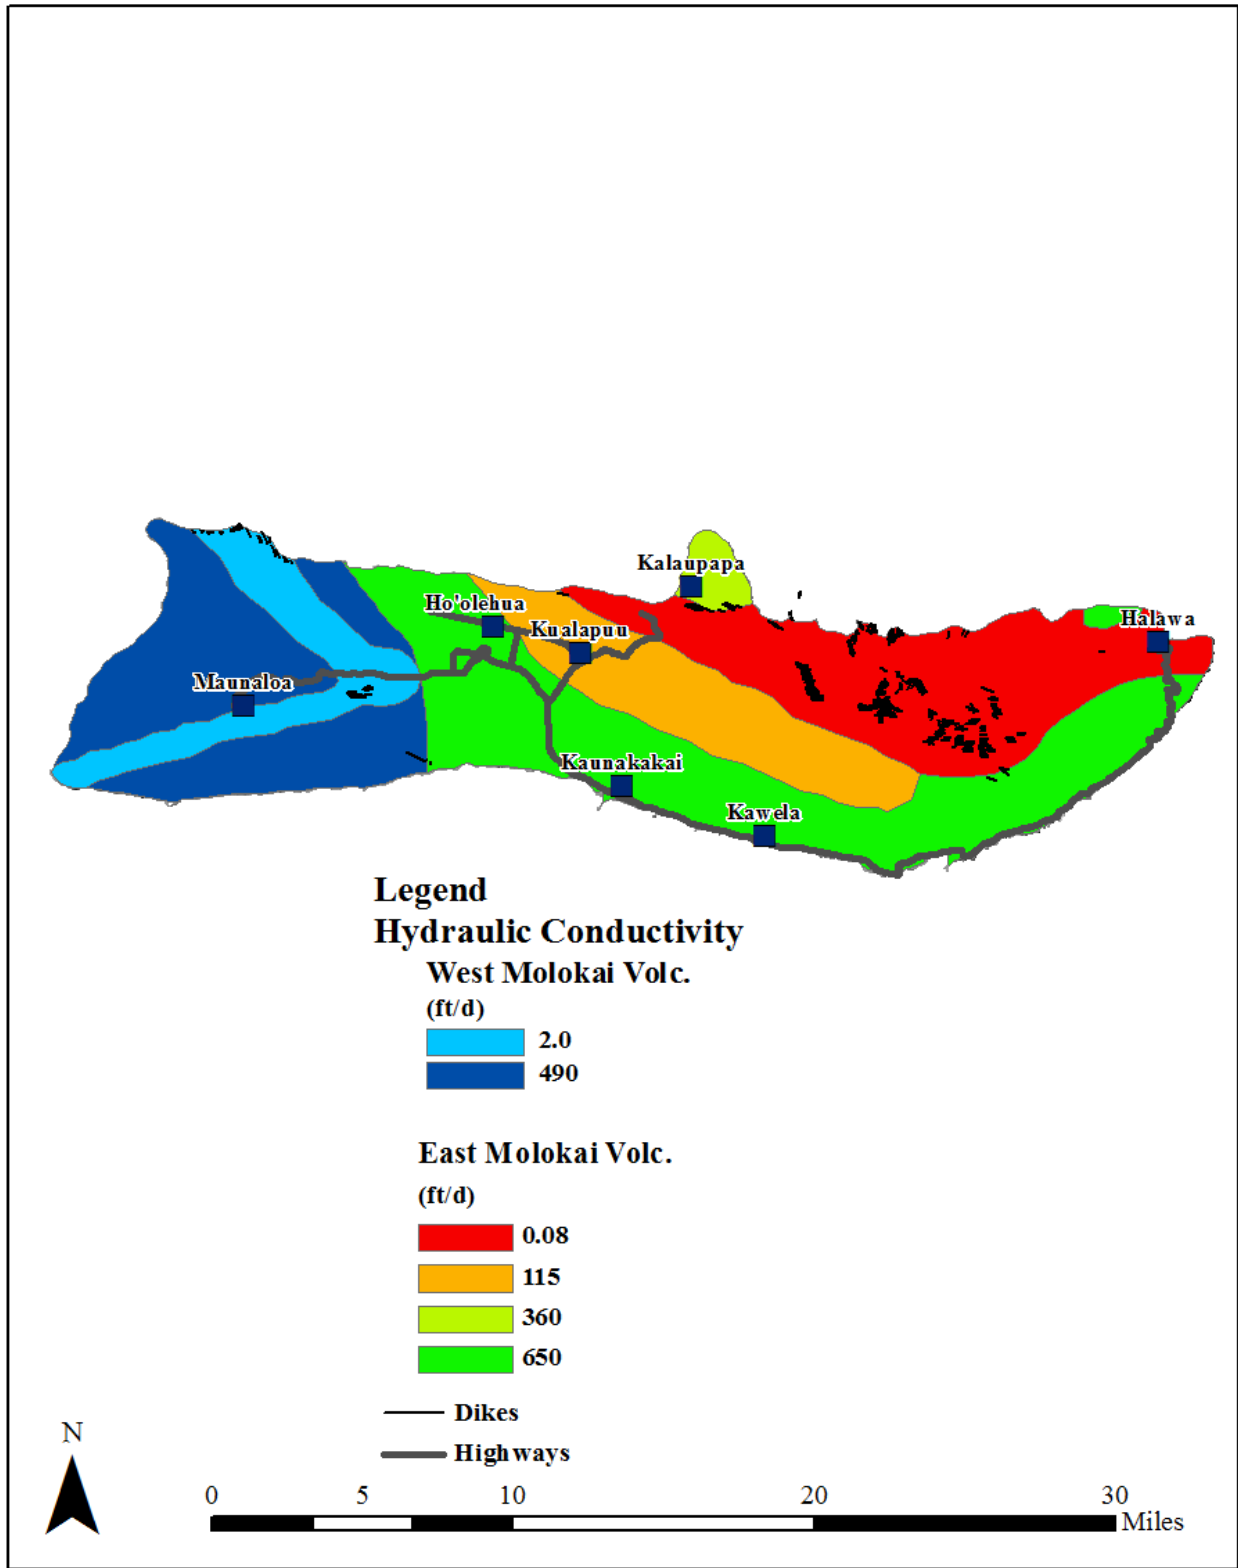 Kalaupapa
Ho'olehua
Kualapuu
Halawa
Maunaloa
Kaunakakai
Kawela
Legend
Hydraulic Conductivity
West Molokai Volc.
(ft/d)
2.0
490
East Molokai Volc.
(ft/d)
0.08
115
360
650
Dikes
Highways
N
0 5 10 20 30
Miles